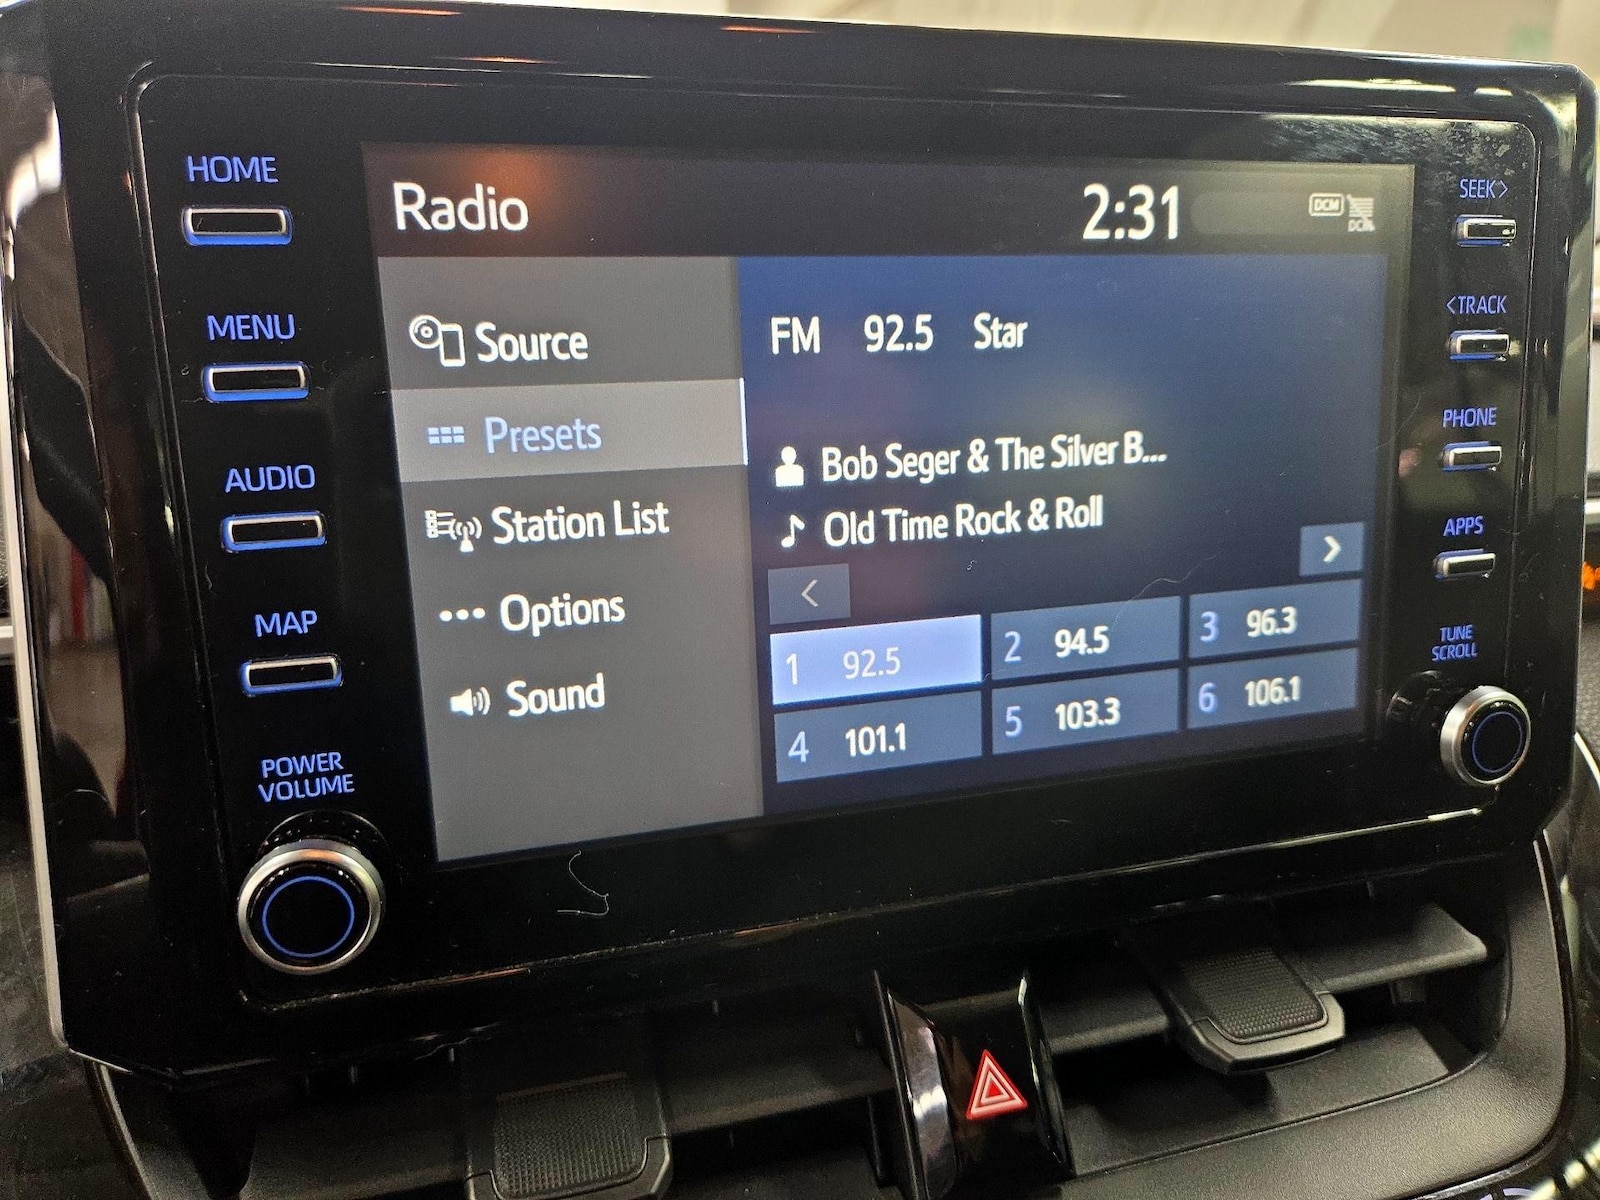 HOME
MENU
AUDIO
MAP
POWER
VOLUME
Radio
2:31
DCM
DCM
Source
Presets
Station List
Options
Sound
FM 92.5 Star
Bob Seger & The Silver B...
Old Time Rock & Roll
<
>
1 92.5
2 94.5
3 96.3
4 101.1
5 103.3
6 106.1
SEEK>
<TRACK
PHONE
APPS
TUNE
SCROLL